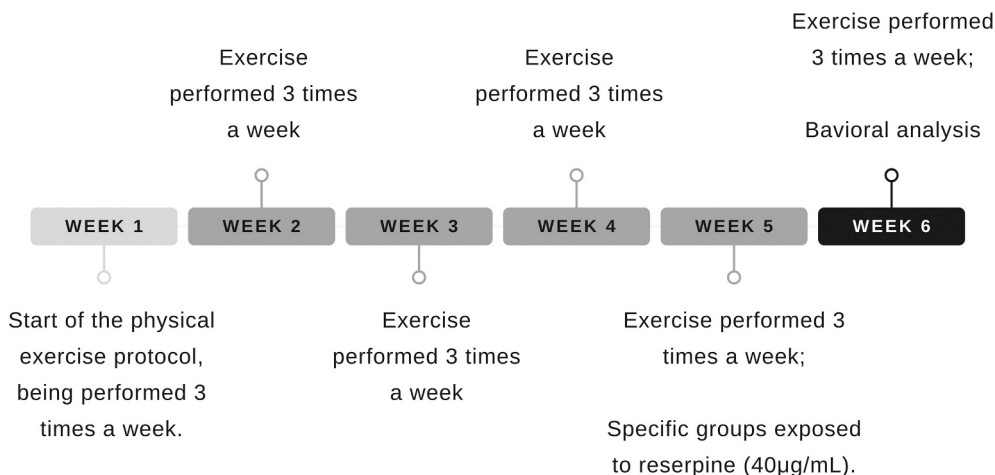 Exercise performed
3 times a week;
Bavioral analysis
Exercise
performed 3 times
a week
Exercise
performed 3 times
a week
WEEK 1
WEEK 2
WEEK 3
WEEK 4
WEEK 5
WEEK 6
Start of the physical
exercise protocol,
being performed 3
times a week.
Exercise
performed 3 times
a week
Exercise performed 3
times a week;
Specific groups exposed
to reserpine (40µg/mL).